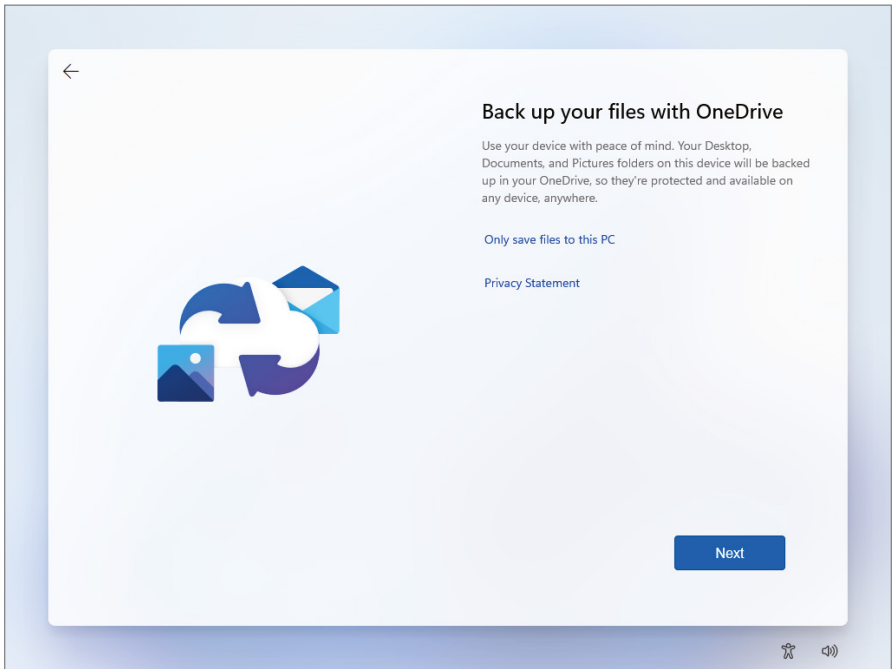 Back up your files with OneDrive
Use your device with peace of mind. Your Desktop,
Documents, and Pictures folders on this device will be backed
up in your OneDrive, so they're protected and available on
any device, anywhere.
Only save files to this PC
Privacy Statement
Next